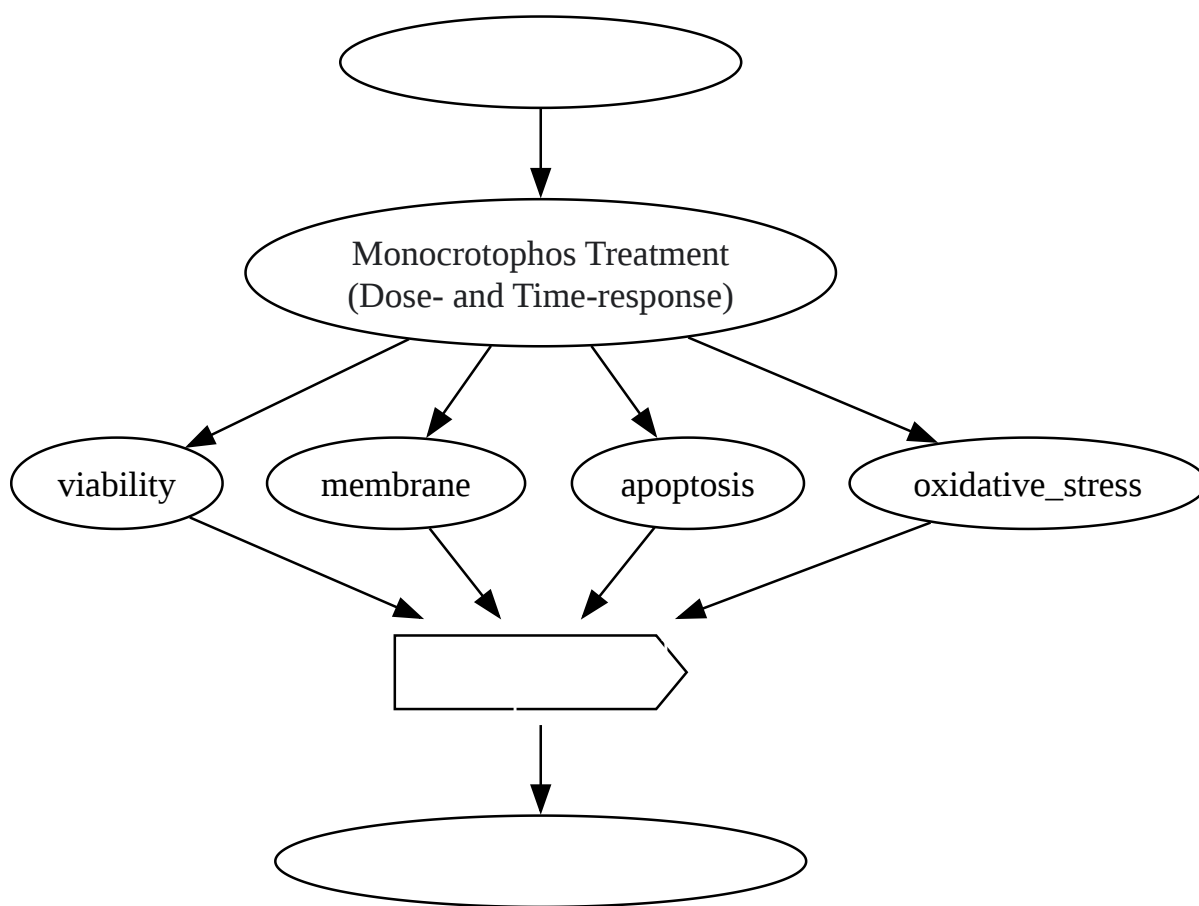 Monocrotophos Treatment
(Dose- and Time-response)
viability
membrane
apoptosis
oxidative_stress